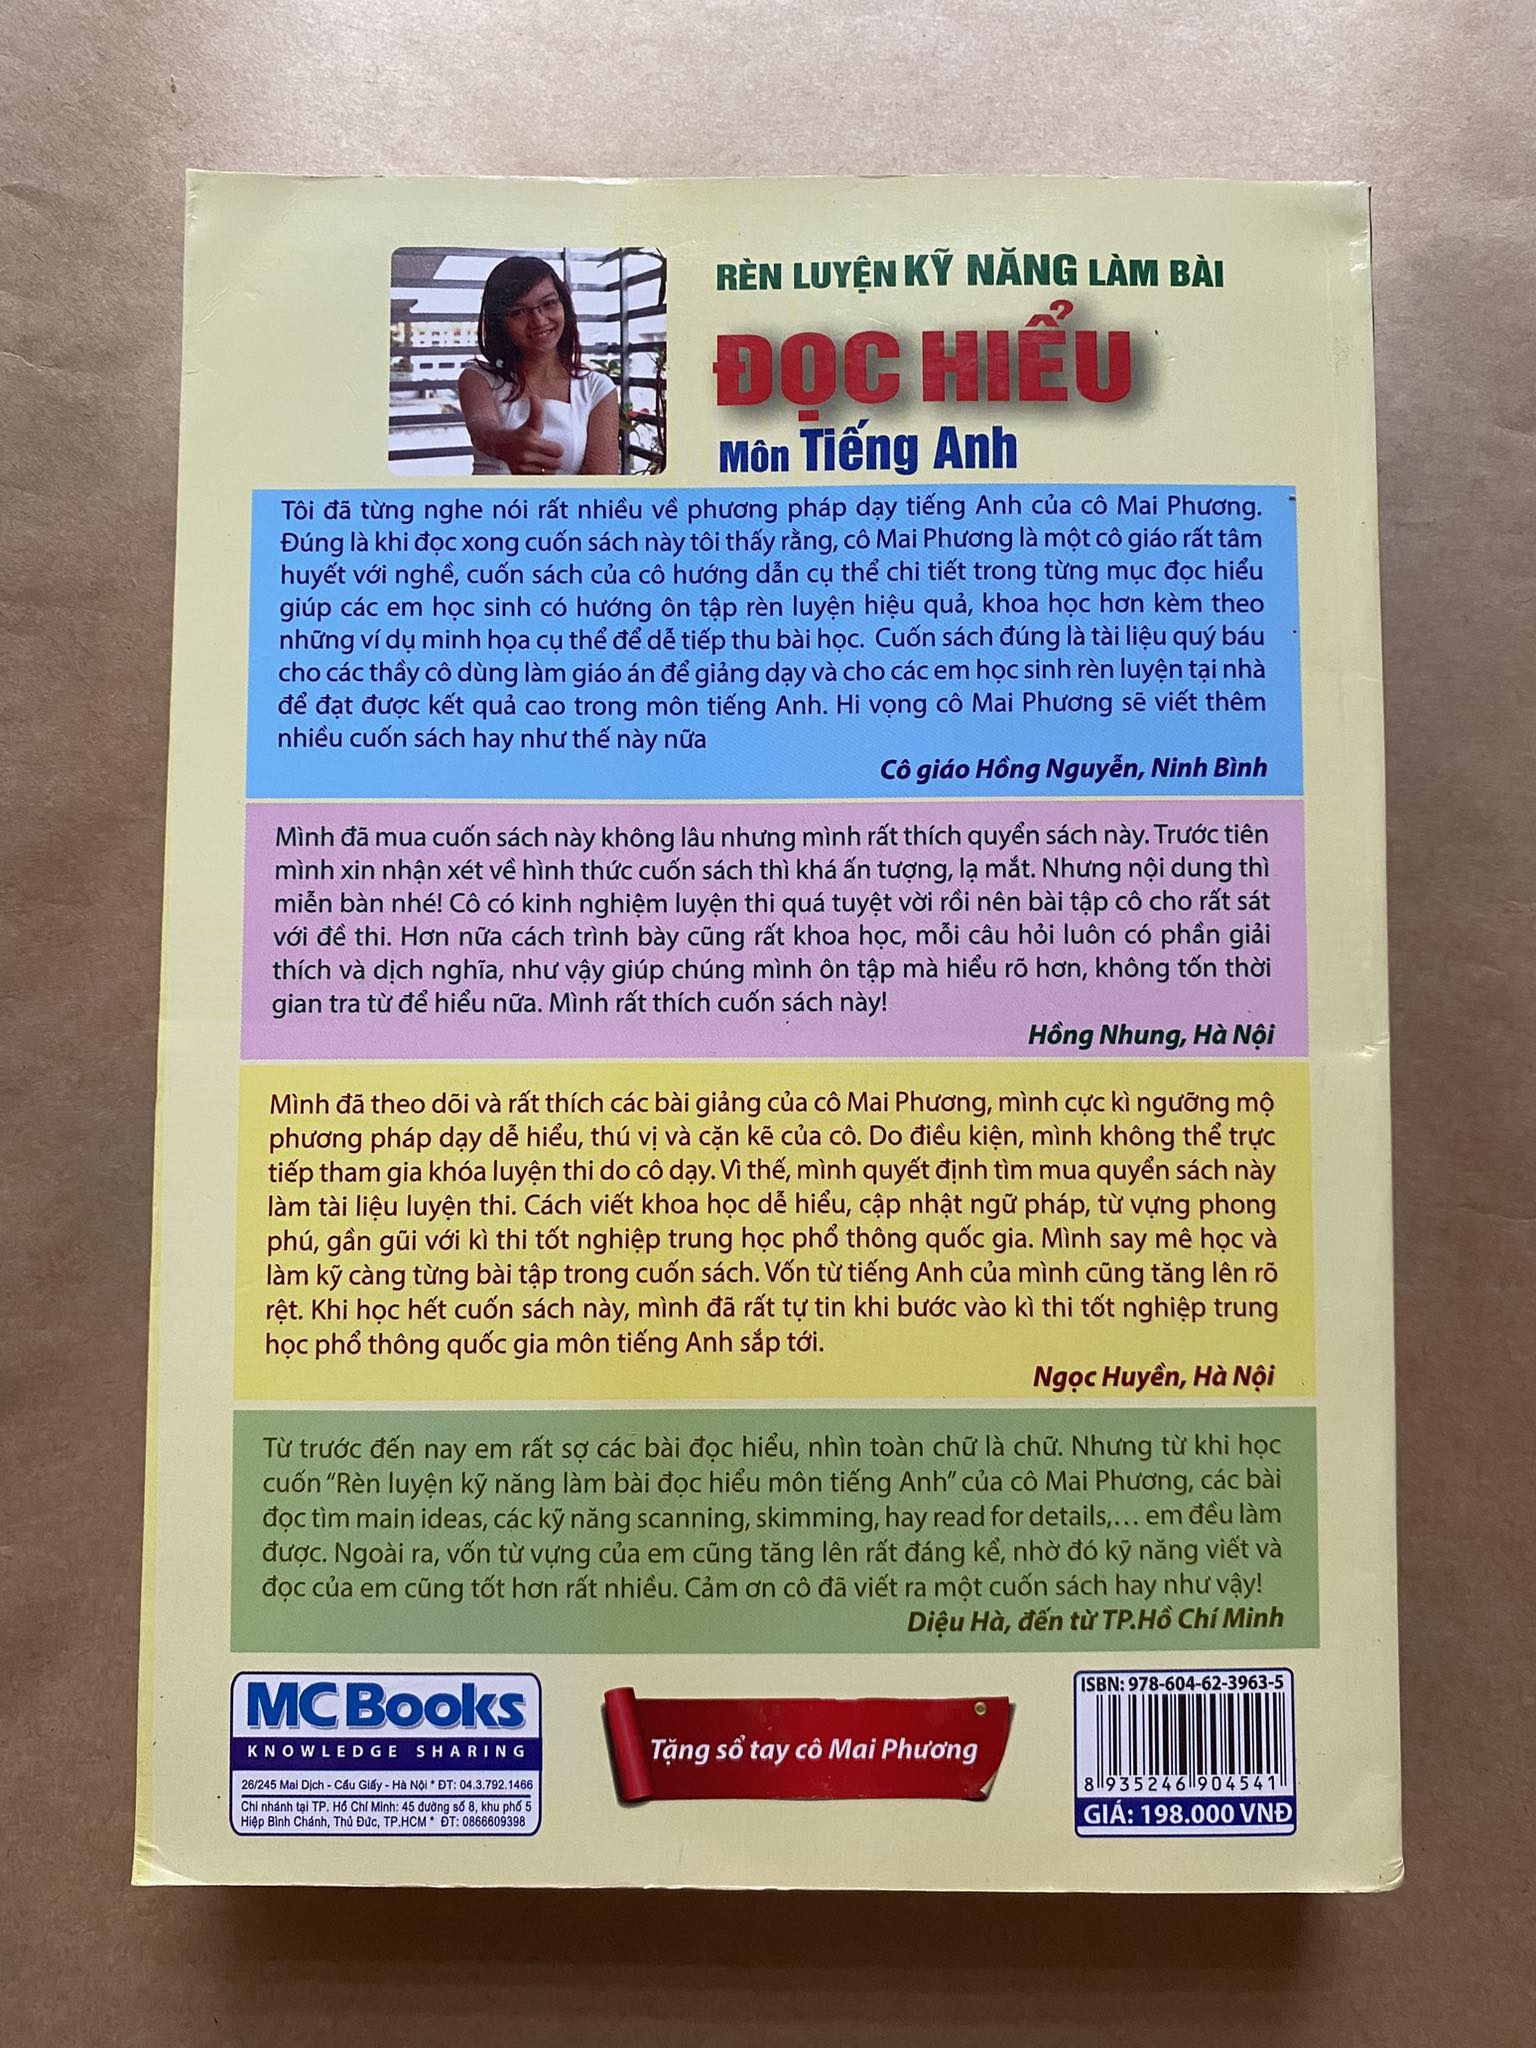 RÈN LUYỆN KỸ NĂNG LÀM BÀI
ĐỌC HIỂU
Môn Tiếng Anh
Tôi đã từng nghe nói rất nhiều về phương pháp dạy tiếng Anh của cô Mai Phương.
Đúng là khi đọc xong cuốn sách này tôi thấy rằng, cô Mai Phương là một cô giáo rất tâm
huyết với nghề, cuốn sách của cô hướng dẫn cụ thể chi tiết trong từng mục đọc hiểu
giúp các em học sinh có hướng ôn tập rèn luyện hiệu quả, khoa học hơn kèm theo
những ví dụ minh họa cụ thể để dễ tiếp thu bài học. Cuốn sách đúng là tài liệu quý báu
cho các thầy cô dùng làm giáo án để giảng dạy và cho các em học sinh rèn luyện tại nhà
để đạt được kết quả cao trong môn tiếng Anh. Hi vọng cô Mai Phương sẽ viết thêm
nhiều cuốn sách hay như thế này nữa
Cô giáo Hồng Nguyễn, Ninh Bình
Mình đã mua cuốn sách này không lâu nhưng mình rất thích quyển sách này. Trước tiên
mình xin nhận xét về hình thức cuốn sách thì khá ấn tượng, lạ mắt. Nhưng nội dung thì
miễn bàn nhé! Cô có kinh nghiệm luyện thi quá tuyệt vời rồi nên bài tập cô cho rất sát
với đề thi. Hơn nữa cách trình bày cũng rất khoa học, mỗi câu hỏi luôn có phần giải
thích và dịch nghĩa, như vậy giúp chúng mình ôn tập mà hiểu rõ hơn, không tốn thời
gian tra từ để hiểu nữa. Mình rất thích cuốn sách này!
Hồng Nhung, Hà Nội
Mình đã theo dõi và rất thích các bài giảng của cô Mai Phương, mình cực kì ngưỡng mộ
phương pháp dạy dễ hiểu, thú vị và cặn kẽ của cô. Do điều kiện, mình không thể trực
tiếp tham gia khóa luyện thi do cô dạy. Vì thế, mình quyết định tìm mua quyển sách này
làm tài liệu luyện thi. Cách viết khoa học dễ hiểu, cập nhật ngữ pháp, từ vựng phong
phú, gần gũi với kì thi tốt nghiệp trung học phổ thông quốc gia. Mình say mê học và
làm kỹ càng từng bài tập trong cuốn sách. Vốn từ tiếng Anh của mình cũng tăng lên rõ
rệt. Khi học hết cuốn sách này, mình đã rất tự tin khi bước vào kì thi tốt nghiệp trung
học phổ thông quốc gia môn tiếng Anh sắp tới.
Ngọc Huyền, Hà Nội
Từ trước đến nay em rất sợ các bài đọc hiểu, nhìn toàn chữ là chữ. Nhưng từ khi học
cuốn “Rèn luyện kỹ năng làm bài đọc hiểu môn tiếng Anh” của cô Mai Phương, các bài
đọc tìm main ideas, các kỹ năng scanning, skimming, hay read for details,… em đều làm
được. Ngoài ra, vốn từ vựng của em cũng tăng lên rất đáng kể, nhờ đó kỹ năng viết và
đọc của em cũng tốt hơn rất nhiều. Cảm ơn cô đã viết ra một cuốn sách hay như vậy!
Diệu Hà, đến từ TP.Hồ Chí Minh
MCBooks
KNOWLEDGE SHARING
26/245 Mai Dịch - Cầu Giấy - Hà Nội * ĐT: 04.3.792.1466
Chi nhánh tại TP. Hồ Chí Minh: 45 đường số 8, khu phố 5
Hiệp Bình Chánh, Thủ Đức, TP.HCM * ĐT: 0866609398
Tặng sổ tay cô Mai Phương
ISBN: 978-604-62-3963-5
8 935246 904541
GIÁ: 198.000 VNĐ